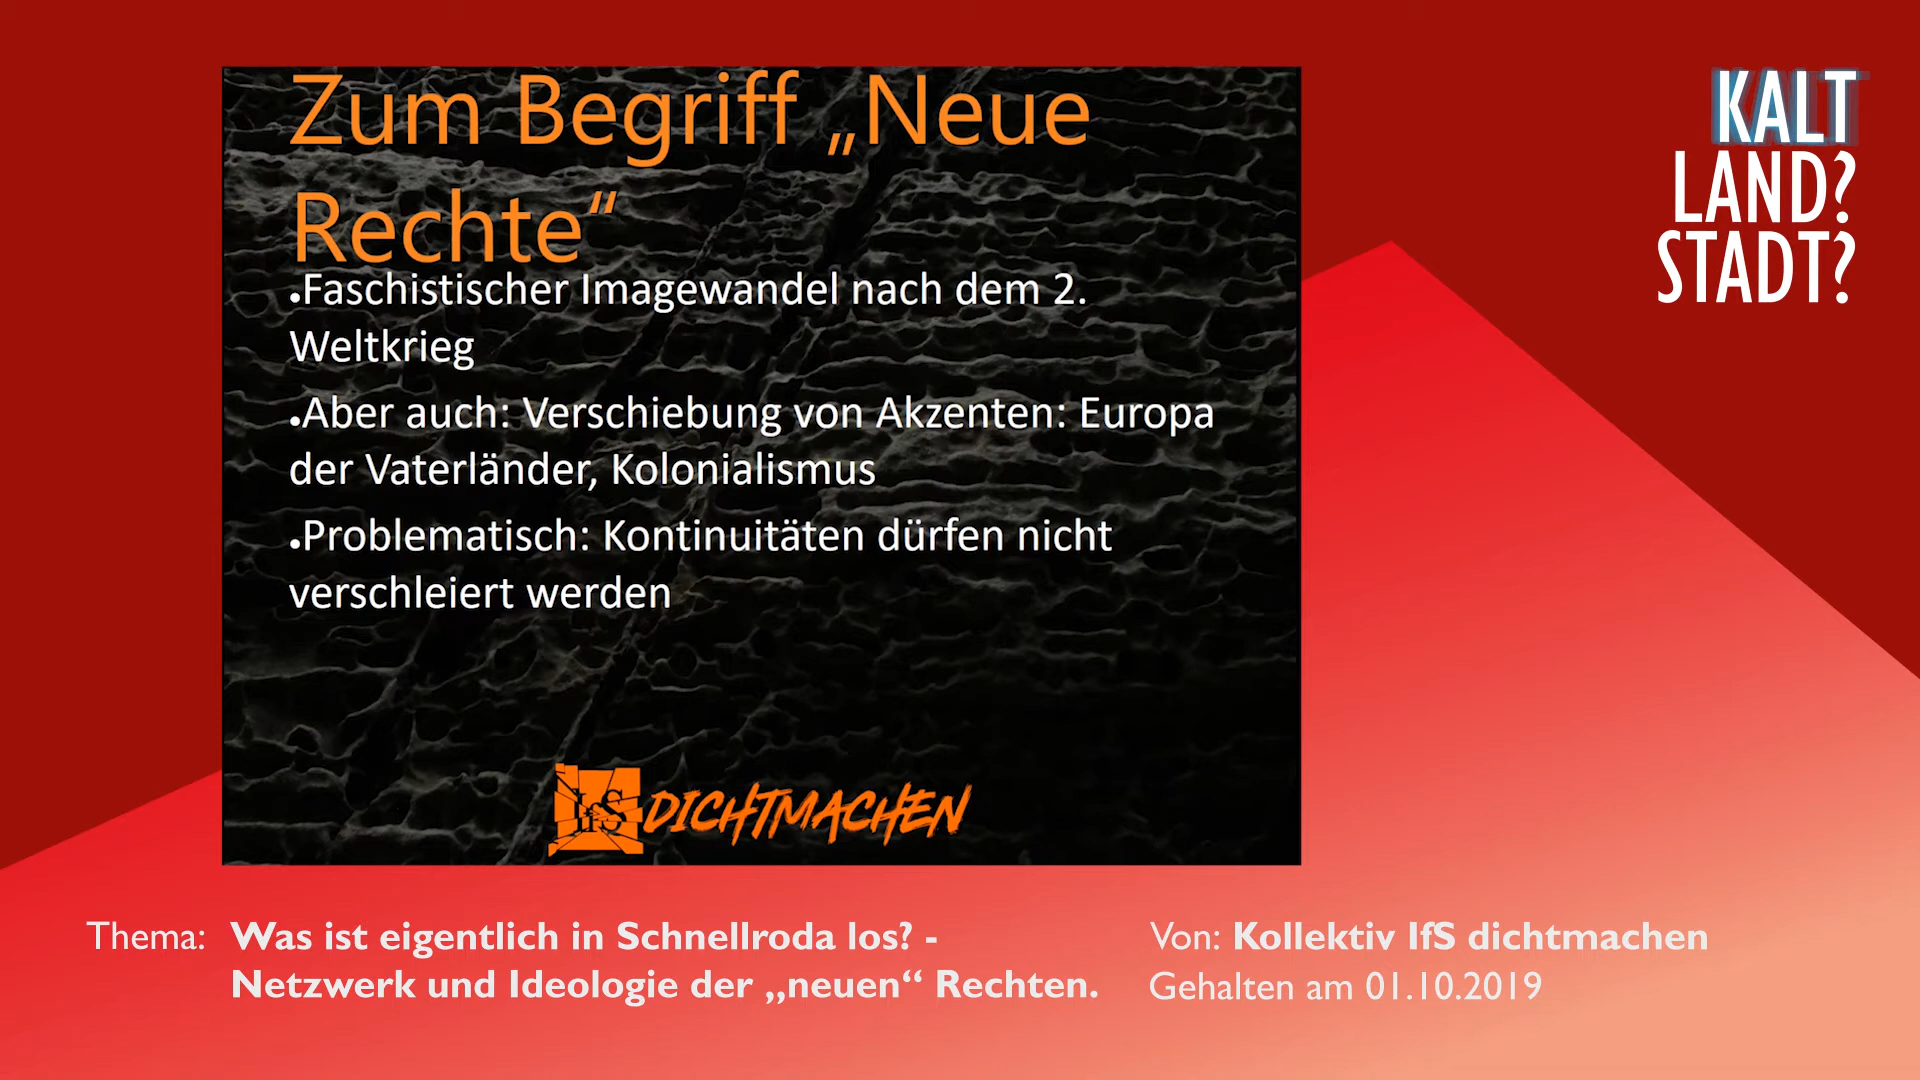 Zum Begriff „Neue
Rechte“
•Faschistischer Imagewandel nach dem 2.
Weltkrieg
•Aber auch: Verschiebung von Akzenten: Europa
der Vaterländer, Kolonialismus
•Problematisch: Kontinuitäten dürfen nicht
verschleiert werden
IfS DICHTMACHEN
KALT
LAND?
STADT?
Thema: Was ist eigentlich in Schnellroda los? -
Netzwerk und Ideologie der „neuen“ Rechten.
Von: Kollektiv IfS dichtmachen
Gehalten am 01.10.2019